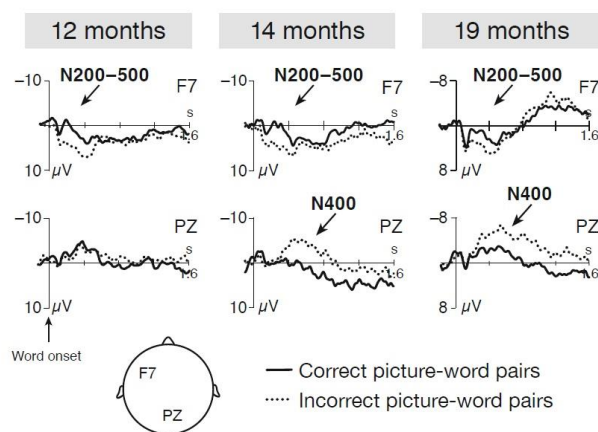 12 months 14 months 19 months
−10 N200–500 F7 −10 N200–500 F7 −8 N200–500 F7
s s s
1.6 1.6 1.6
10 μV 10 μV 8 μV
−10 PZ −10 N400 PZ −8 N400 PZ
s s s
1.6 1.6 1.6
10 μV 10 μV 8 μV
Word onset
F7
PZ
Correct picture-word pairs
Incorrect picture-word pairs